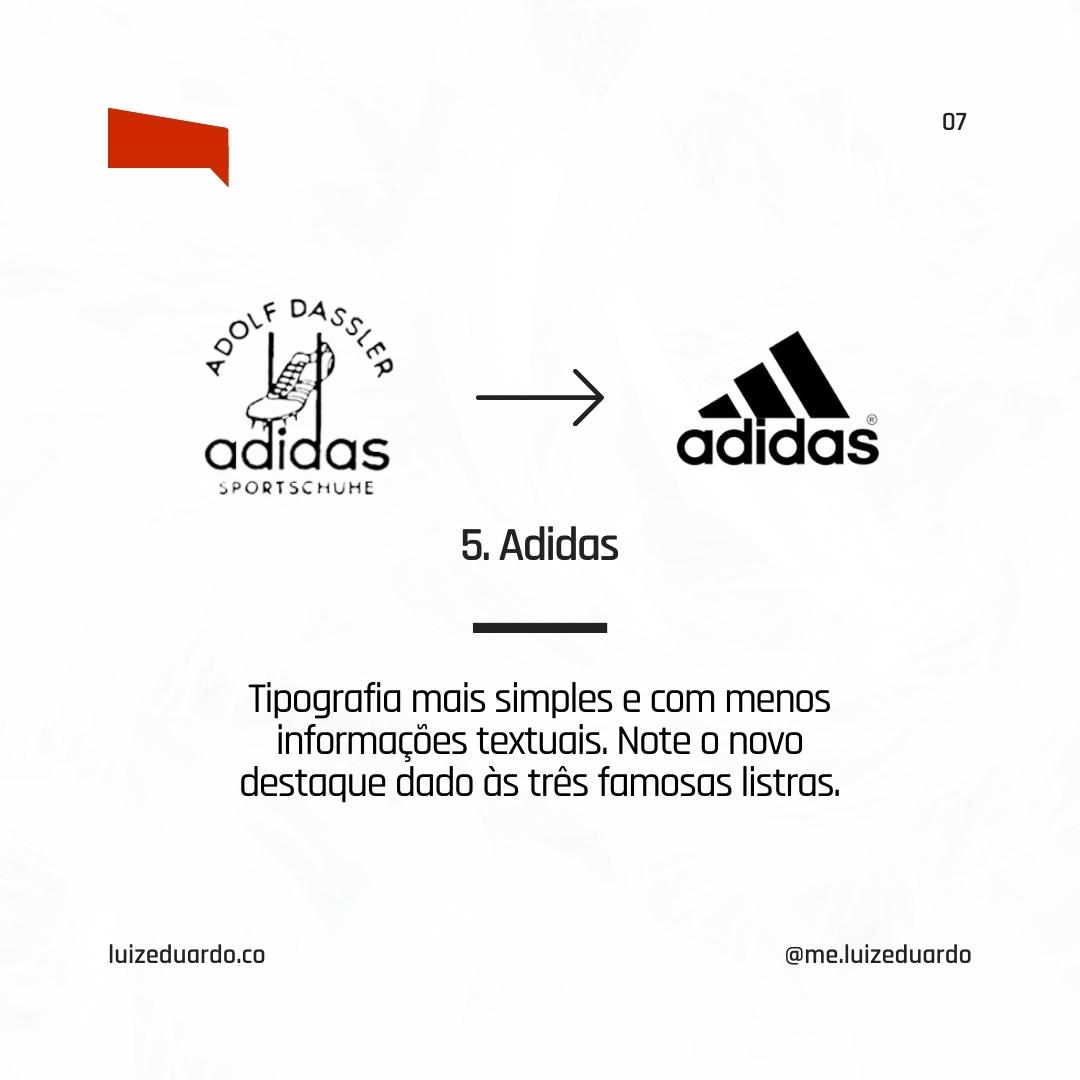 07
ADOLF DASSLER
adidas
SPORTSCHUHE
adidas®
5. Adidas
Tipografia mais simples e com menos
informações textuais. Note o novo
destaque dado às três famosas listras.
luizeduardo.co
@me.luizeduardo